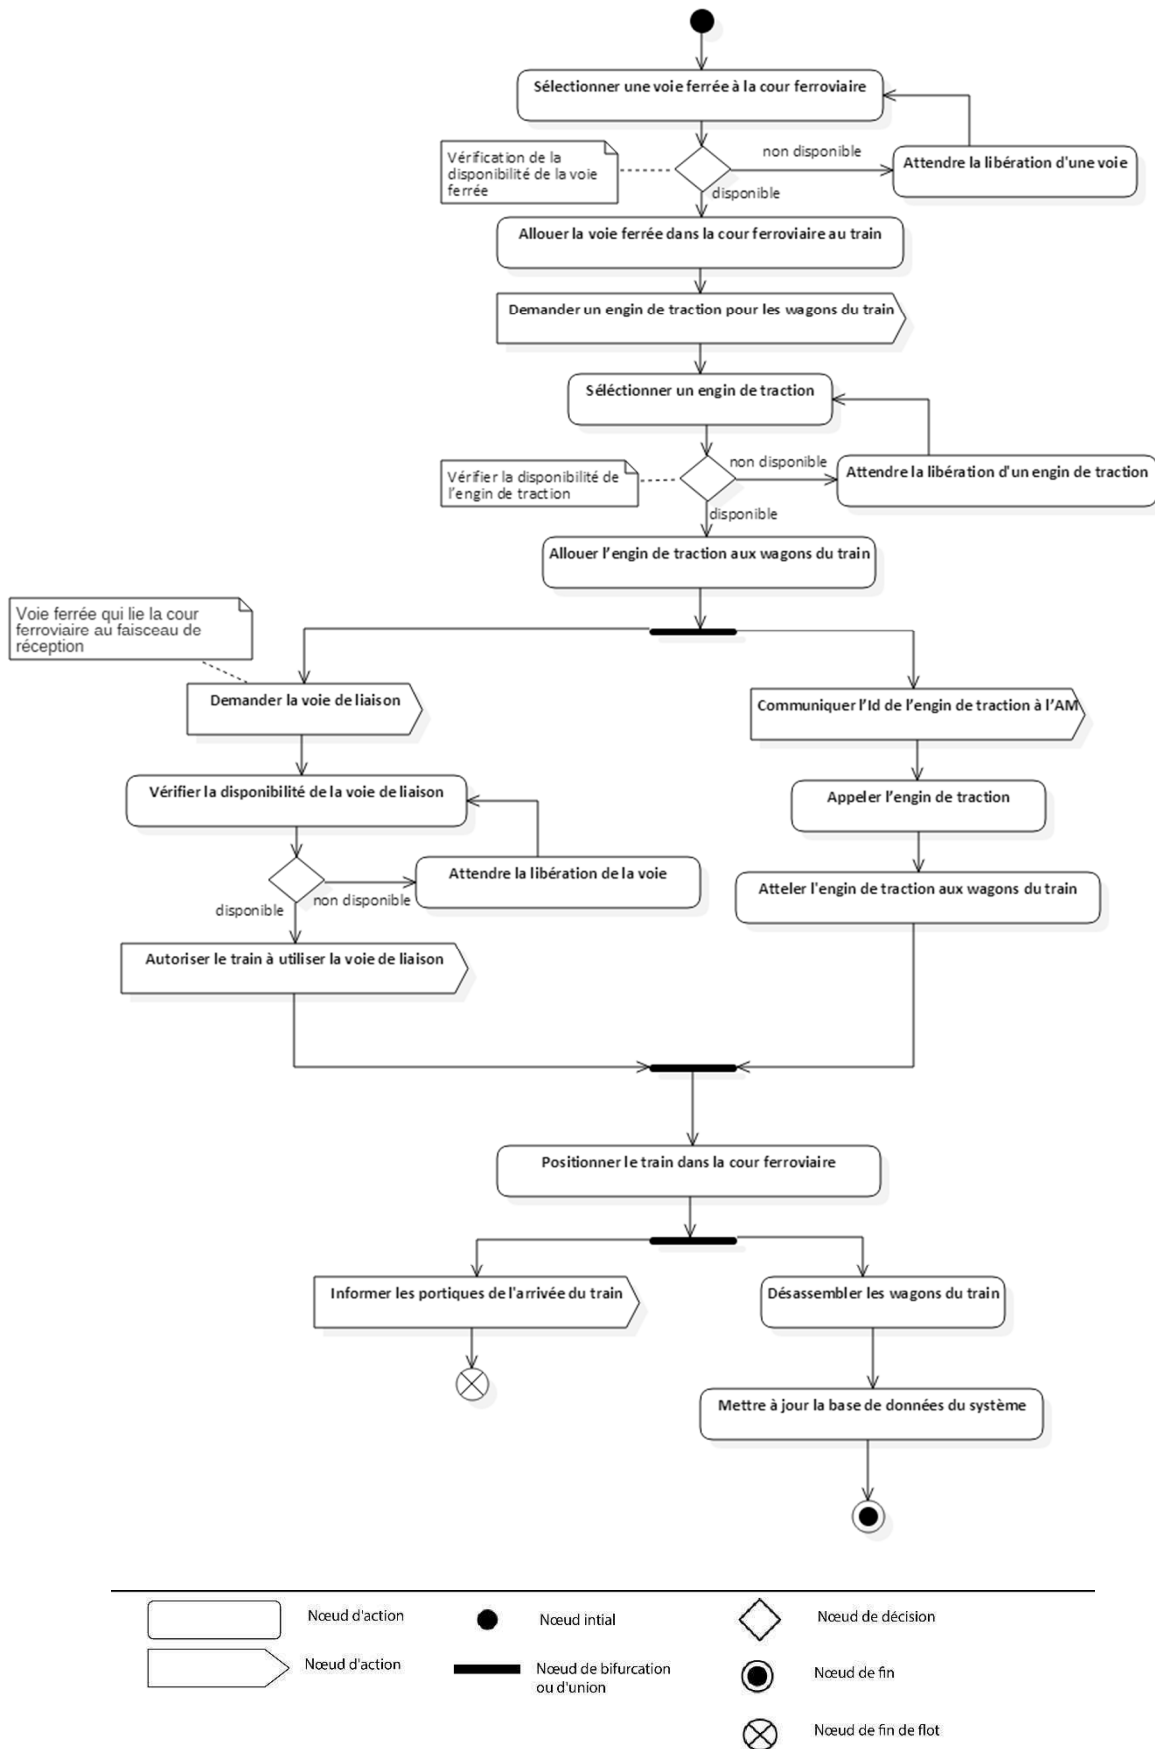 Sélectionner une voie ferrée à la cour ferroviaire
Vérification de la
disponibilité de la voie
ferrée
non disponible
Attendre la libération d'une voie
disponible
Allouer la voie ferrée dans la cour ferroviaire au train
Demander un engin de traction pour les wagons du train
Séléctionner un engin de traction
Vérifier la disponibilité de
l'engin de traction
non disponible
Attendre la libération d'un engin de traction
disponible
Allouer l’engin de traction aux wagons du train
Voie ferrée qui lie la cour
ferroviaire au faisceau de
réception
Demander la voie de liaison
Communiquer l’Id de l’engin de traction à l’AM
Vérifier la disponibilité de la voie de liaison
Appeler l’engin de traction
Attendre la libération de la voie
Atteler l'engin de traction aux wagons du train
non disponible
disponible
Autoriser le train à utiliser la voie de liaison
Positionner le train dans la cour ferroviaire
Informer les portiques de l'arrivée du train
Désassembler les wagons du train
Mettre à jour la base de données du système
Nœud d'action
Nœud intial
Nœud de décision
Nœud d'action
Nœud de bifurcation
ou d'union
Nœud de fin
Nœud de fin de flot